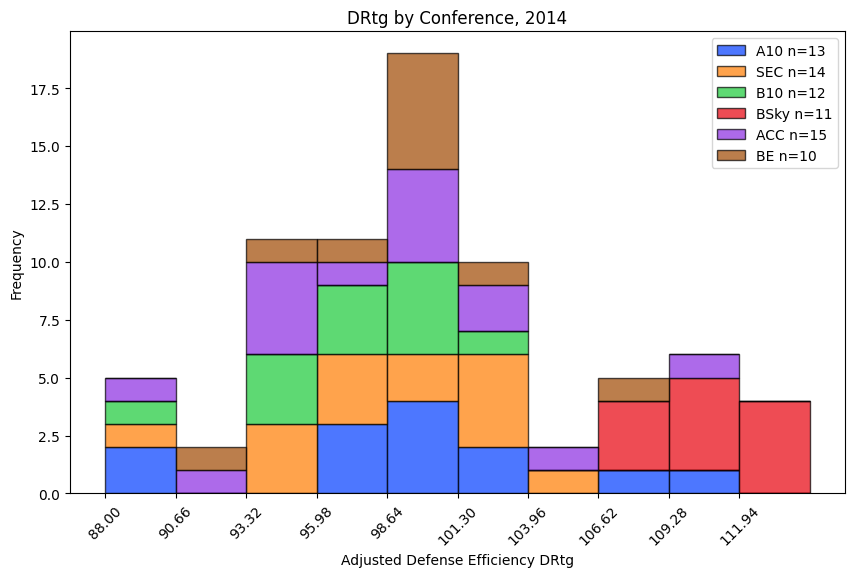 DRtg by Conference, 2014
A10 n=13
SEC n=14
B10 n=12
BSky n=11
ACC n=15
BE n=10
Frequency
17.5
15.0
12.5
10.0
7.5
5.0
2.5
0.0
88.00
90.66
93.32
95.98
98.64
101.30
103.96
106.62
109.28
111.94
Adjusted Defense Efficiency DRtg